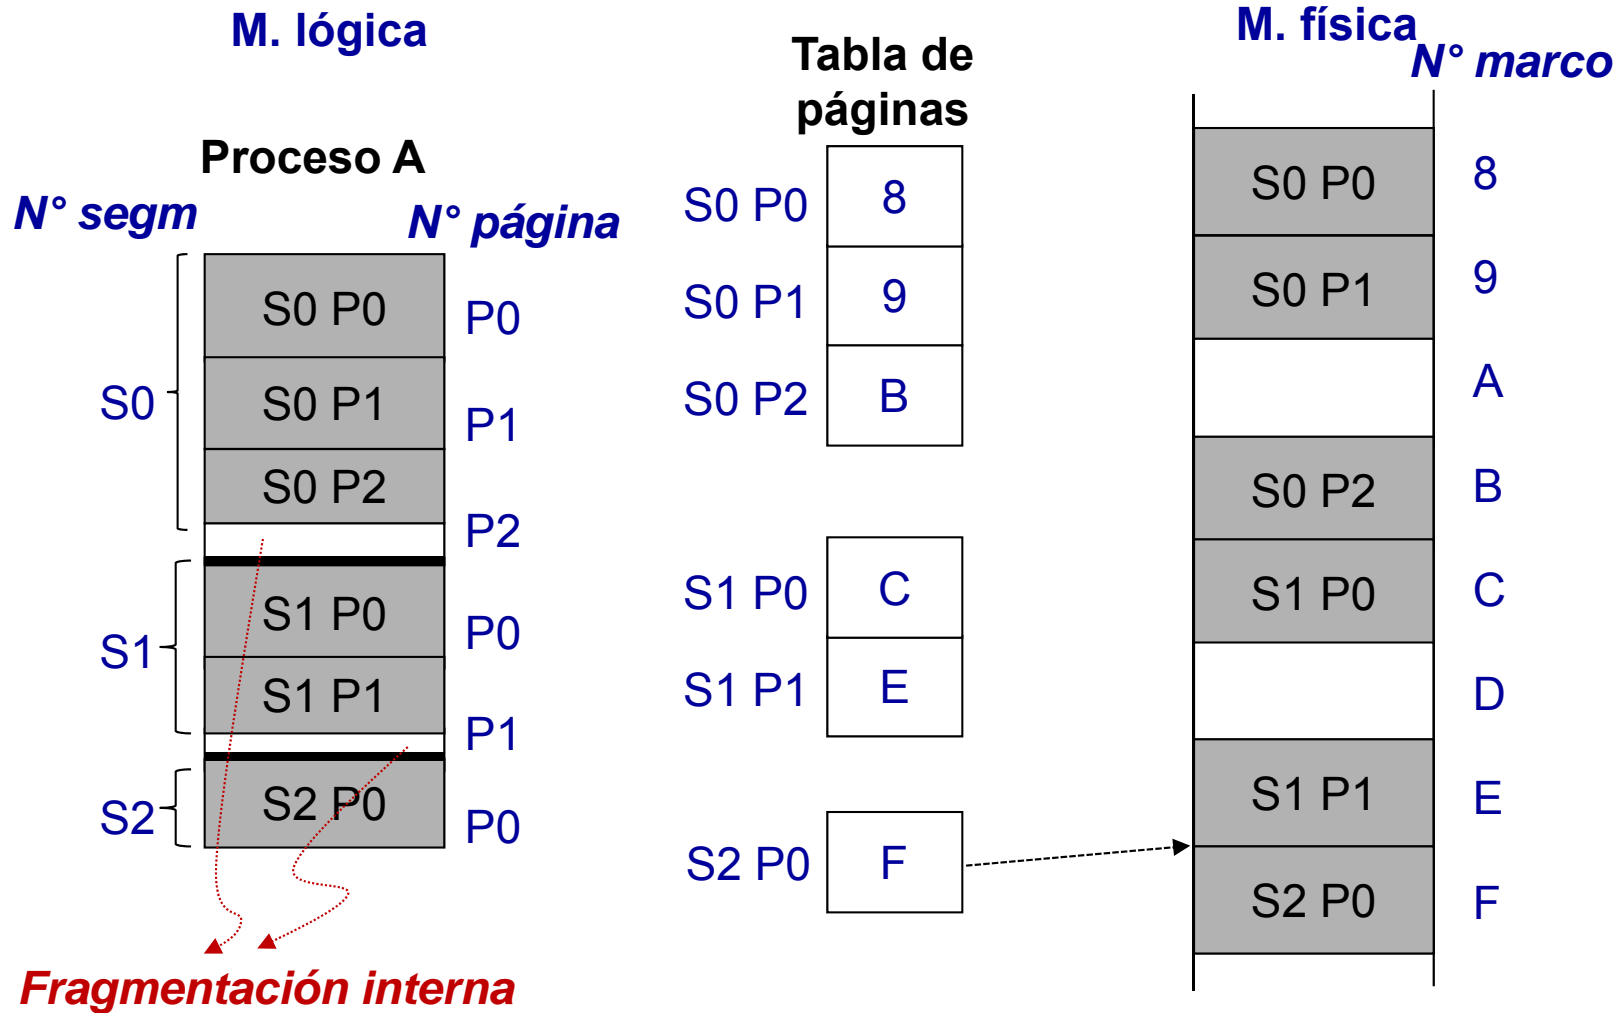 M. lógica
Proceso A
N° segm
N° página
S0
S0 P0
P0
S0 P1
P1
S0 P2
P2
S1
S1 P0
P0
S1 P1
P1
S2
S2 P0
P0
Fragmentación interna
Tabla de
páginas
S0 P0 8
S0 P1 9
S0 P2 B
S1 P0 C
S1 P1 E
S2 P0 F
M. física
N° marco
S0 P0 8
S0 P1 9
A
S0 P2 B
S1 P0 C
D
S1 P1 E
S2 P0 F